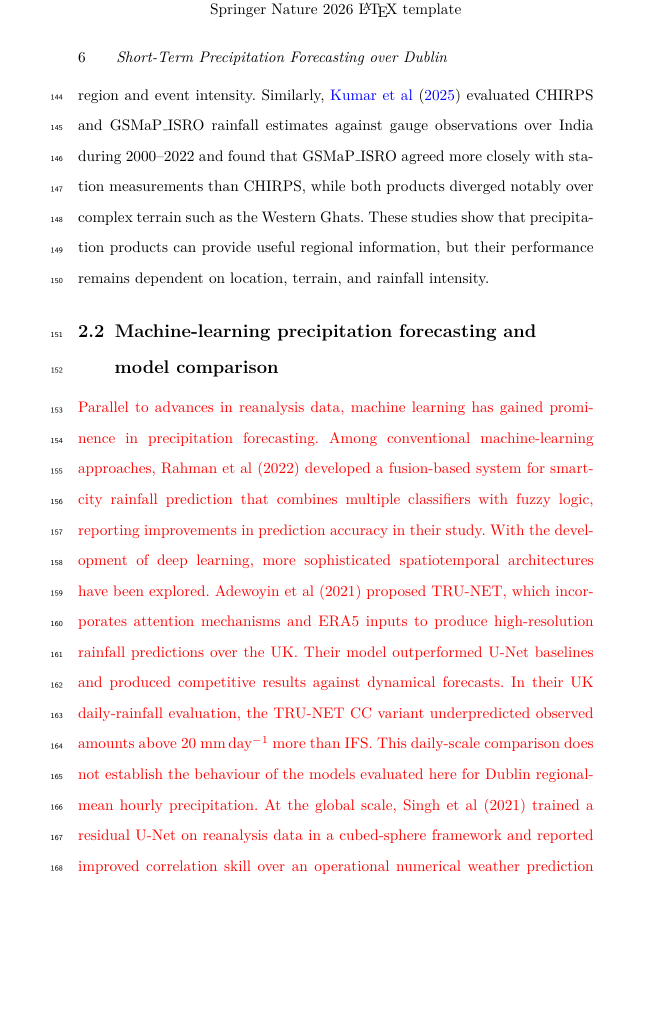 Springer Nature 2026 LATEX template
6 Short-Term Precipitation Forecasting over Dublin
144 region and event intensity. Similarly, Kumar et al (2025) evaluated CHIRPS
145 and GSMaP_ISRO rainfall estimates against gauge observations over India
146 during 2000–2022 and found that GSMaP_ISRO agreed more closely with sta-
147 tion measurements than CHIRPS, while both products diverged notably over
148 complex terrain such as the Western Ghats. These studies show that precipita-
149 tion products can provide useful regional information, but their performance
150 remains dependent on location, terrain, and rainfall intensity.
151 2.2 Machine-learning precipitation forecasting and
152 model comparison
153 Parallel to advances in reanalysis data, machine learning has gained promi-
154 nence in precipitation forecasting. Among conventional machine-learning
155 approaches, Rahman et al (2022) developed a fusion-based system for smart-
156 city rainfall prediction that combines multiple classifiers with fuzzy logic,
157 reporting improvements in prediction accuracy in their study. With the devel-
158 opment of deep learning, more sophisticated spatiotemporal architectures
159 have been explored. Adewoyin et al (2021) proposed TRU-NET, which incor-
160 porates attention mechanisms and ERA5 inputs to produce high-resolution
161 rainfall predictions over the UK. Their model outperformed U-Net baselines
162 and produced competitive results against dynamical forecasts. In their UK
163 daily-rainfall evaluation, the TRU-NET CC variant underpredicted observed
164 amounts above 20 mm day⁻¹ more than IFS. This daily-scale comparison does
165 not establish the behaviour of the models evaluated here for Dublin regional-
166 mean hourly precipitation. At the global scale, Singh et al (2021) trained a
167 residual U-Net on reanalysis data in a cubed-sphere framework and reported
168 improved correlation skill over an operational numerical weather prediction